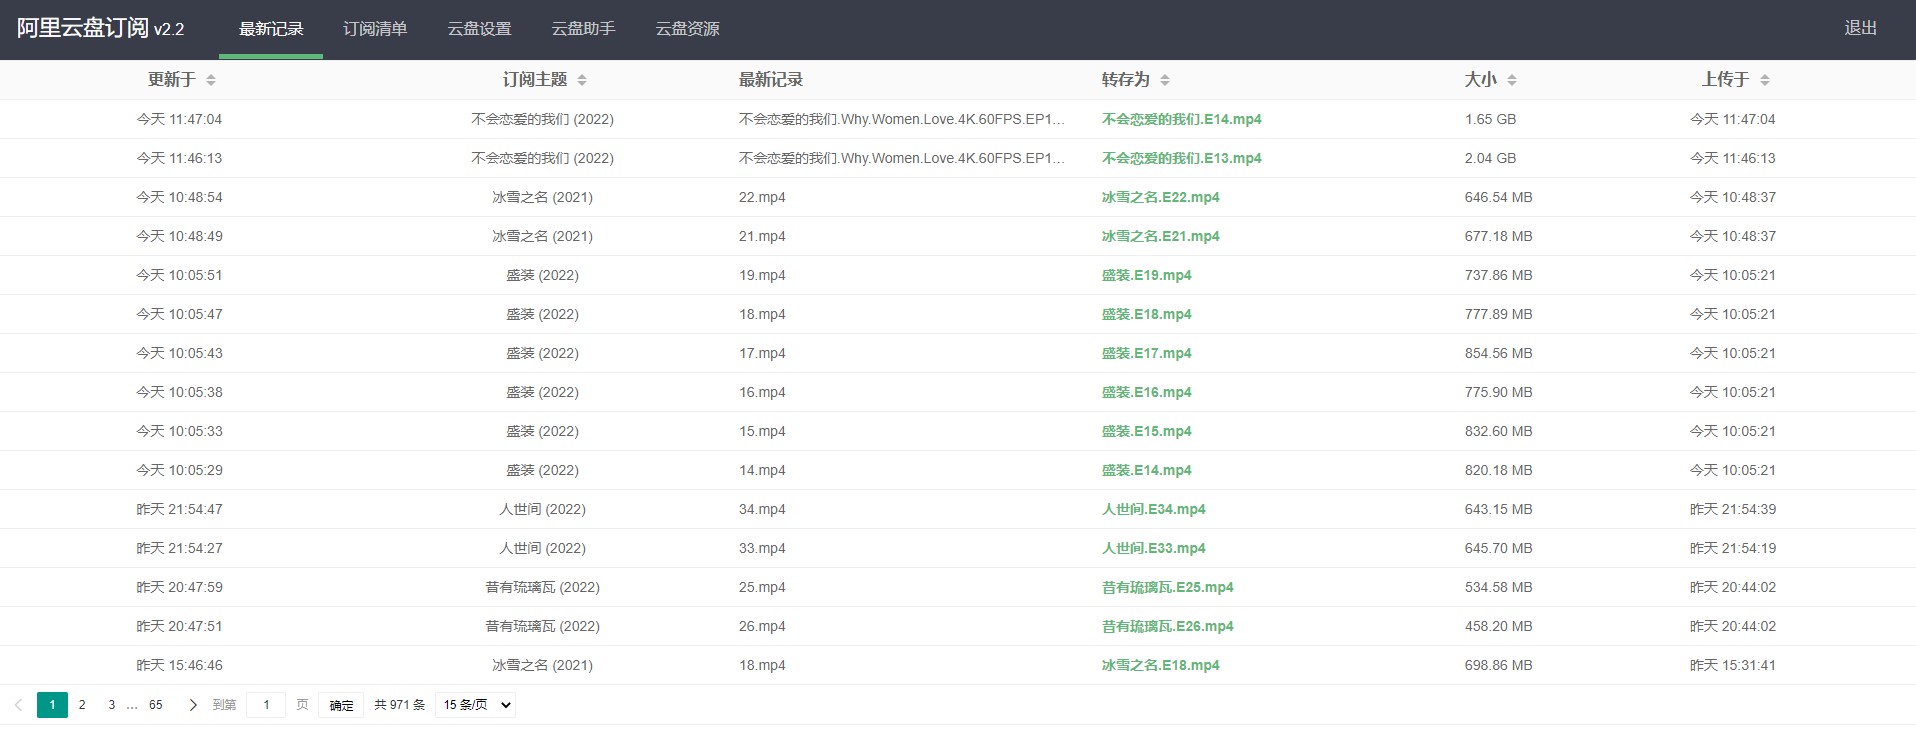 阿里云盘订阅 v2.2 最新记录 订阅清单 云盘设置 云盘助手 云盘资源 退出
更新于 订阅主题 最新记录 转存为 大小 上传于
今天 11:47:04 不会恋爱的我们 (2022) 不会恋爱的我们.Why.Women.Love.4K.60FPS.EP1... 不会恋爱的我们.E14.mp4 1.65 GB 今天 11:47:04
今天 11:46:13 不会恋爱的我们 (2022) 不会恋爱的我们.Why.Women.Love.4K.60FPS.EP1... 不会恋爱的我们.E13.mp4 2.04 GB 今天 11:46:13
今天 10:48:54 冰雪之名 (2021) 22.mp4 冰雪之名.E22.mp4 646.54 MB 今天 10:48:37
今天 10:48:49 冰雪之名 (2021) 21.mp4 冰雪之名.E21.mp4 677.18 MB 今天 10:48:37
今天 10:05:51 盛装 (2022) 19.mp4 盛装.E19.mp4 737.86 MB 今天 10:05:21
今天 10:05:47 盛装 (2022) 18.mp4 盛装.E18.mp4 777.89 MB 今天 10:05:21
今天 10:05:43 盛装 (2022) 17.mp4 盛装.E17.mp4 854.56 MB 今天 10:05:21
今天 10:05:38 盛装 (2022) 16.mp4 盛装.E16.mp4 775.90 MB 今天 10:05:21
今天 10:05:33 盛装 (2022) 15.mp4 盛装.E15.mp4 832.60 MB 今天 10:05:21
今天 10:05:29 盛装 (2022) 14.mp4 盛装.E14.mp4 820.18 MB 今天 10:05:21
昨天 21:54:47 人世间 (2022) 34.mp4 人世间.E34.mp4 643.15 MB 昨天 21:54:39
昨天 21:54:27 人世间 (2022) 33.mp4 人世间.E33.mp4 645.70 MB 昨天 21:54:19
昨天 20:47:59 昔有琉璃瓦 (2022) 25.mp4 昔有琉璃瓦.E25.mp4 534.58 MB 昨天 20:44:02
昨天 20:47:51 昔有琉璃瓦 (2022) 26.mp4 昔有琉璃瓦.E26.mp4 458.20 MB 昨天 20:44:02
昨天 15:46:46 冰雪之名 (2021) 18.mp4 冰雪之名.E18.mp4 698.86 MB 昨天 15:31:41
1 2 3 ... 65 到第 1 页 确定 共 971 条 15 条/页